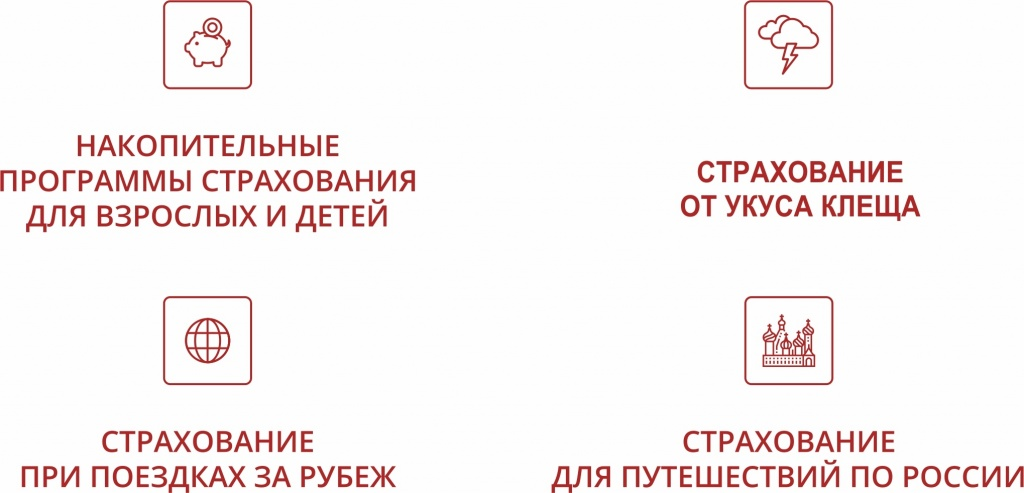 НАКОПИТЕЛЬНЫЕ
ПРОГРАММЫ СТРАХОВАНИЯ
ДЛЯ ВЗРОСЛЫХ И ДЕТЕЙ
СТРАХОВАНИЕ
ОТ УКУСА КЛЕЩА
СТРАХОВАНИЕ
ПРИ ПОЕЗДКАХ ЗА РУБЕЖ
СТРАХОВАНИЕ
ДЛЯ ПУТЕШЕСТВИЙ ПО РОССИИ